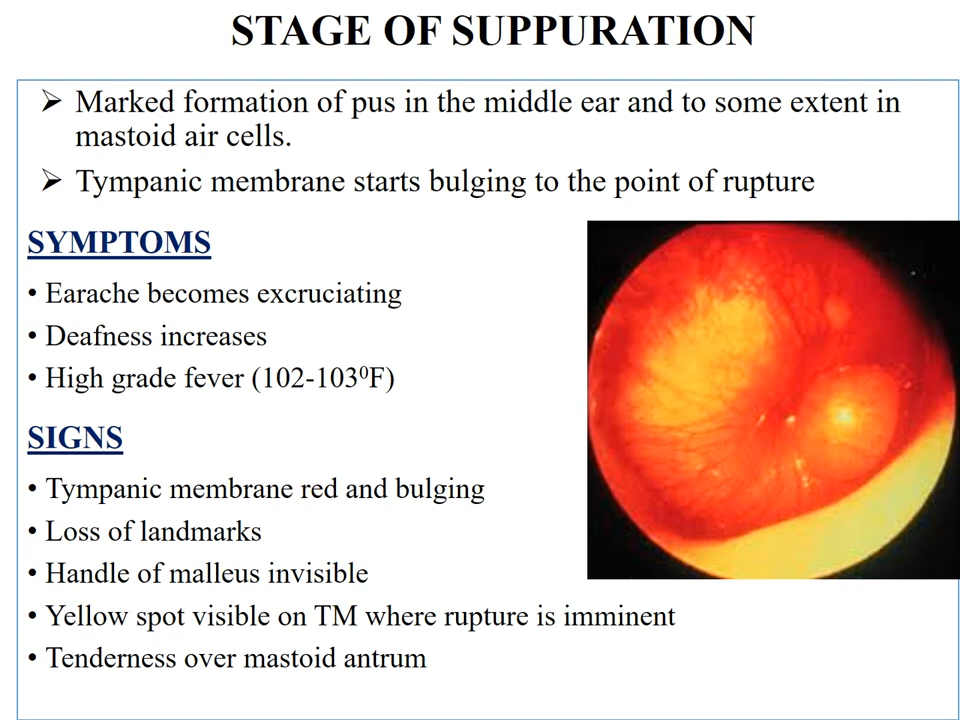 STAGE OF SUPPURATION
➢ Marked formation of pus in the middle ear and to some extent in
mastoid air cells.
➢ Tympanic membrane starts bulging to the point of rupture
SYMPTOMS
• Earache becomes excruciating
• Deafness increases
• High grade fever (102-103⁰F)
SIGNS
• Tympanic membrane red and bulging
• Loss of landmarks
• Handle of malleus invisible
• Yellow spot visible on TM where rupture is imminent
• Tenderness over mastoid antrum